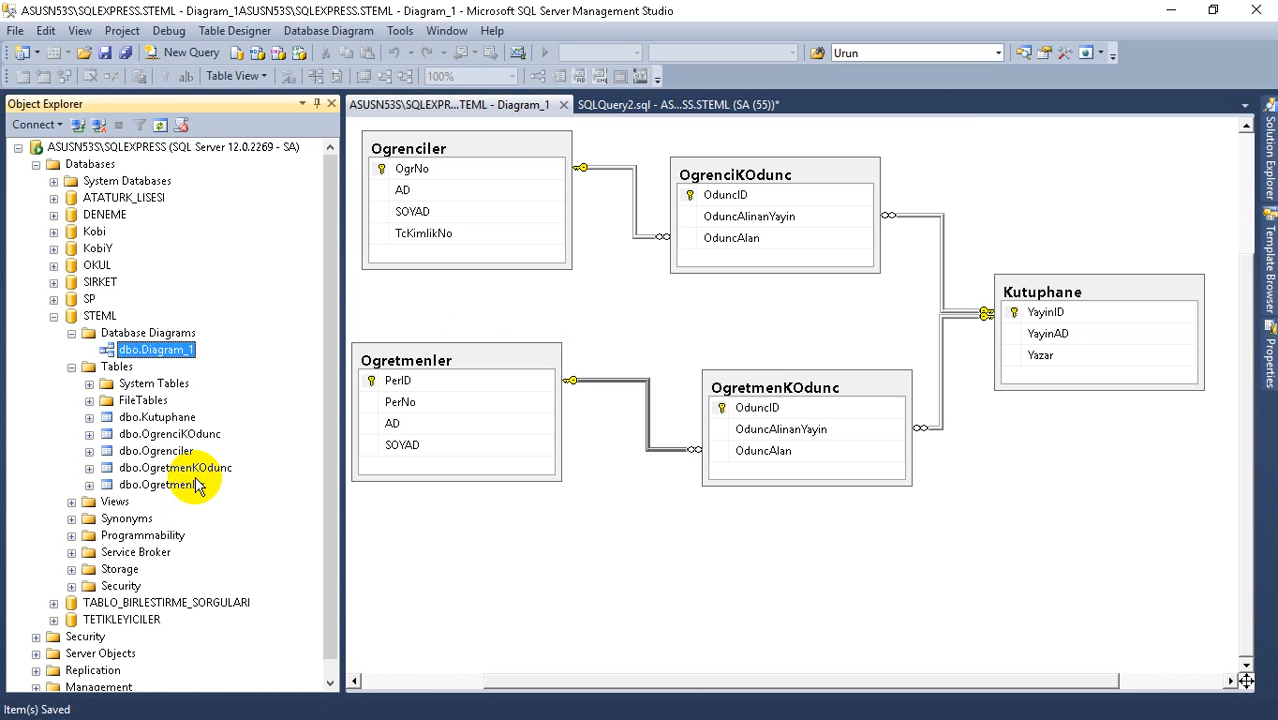 ASUSN53S\SQLEXPRESS.STEML - Diagram_1ASUSN53S\SQLEXPRESS.STEML - Diagram_1 - Microsoft SQL Server Management Studio
File Edit View Project Debug Table Designer Database Diagram Tools Window Help
New Query
Urun
Table View
100%
Object Explorer
Connect
ASUSN53S\SQLEXPRESS (SQL Server 12.0.2269 - SA)
Databases
System Databases
ATATURK_LISESI
DENEME
Kobi
KobiY
OKUL
SIRKET
SP
STEML
Database Diagrams
dbo.Diagram_1
Tables
System Tables
FileTables
dbo.Kutuphane
dbo.OgrenciKOdunc
dbo.Ogrenciler
dbo.OgretmenKOdunc
Views
Synonyms
Programmability
Service Broker
Storage
Security
TABLO_BIRLESTIRME_SORGULARI
TETIKLEYICILER
Security
Server Objects
Replication
Management
ASUSN53S\SQLEXPR...TEML - Diagram_1
SQLQuery2.sql - AS...SS.STEML (SA (55))*
Ogrenciler
OgrNo
AD
SOYAD
TcKimlikNo
OgrenciKOdunc
OduncID
OduncAlinanYayin
OduncAlan
Kutuphane
YayinID
YayinAD
Yazar
Ogretmenler
PerID
PerNo
AD
SOYAD
OgretmenKOdunc
OduncID
OduncAlinanYayin
OduncAlan
Solution Explorer
Template Browser
Properties
Item(s) Saved